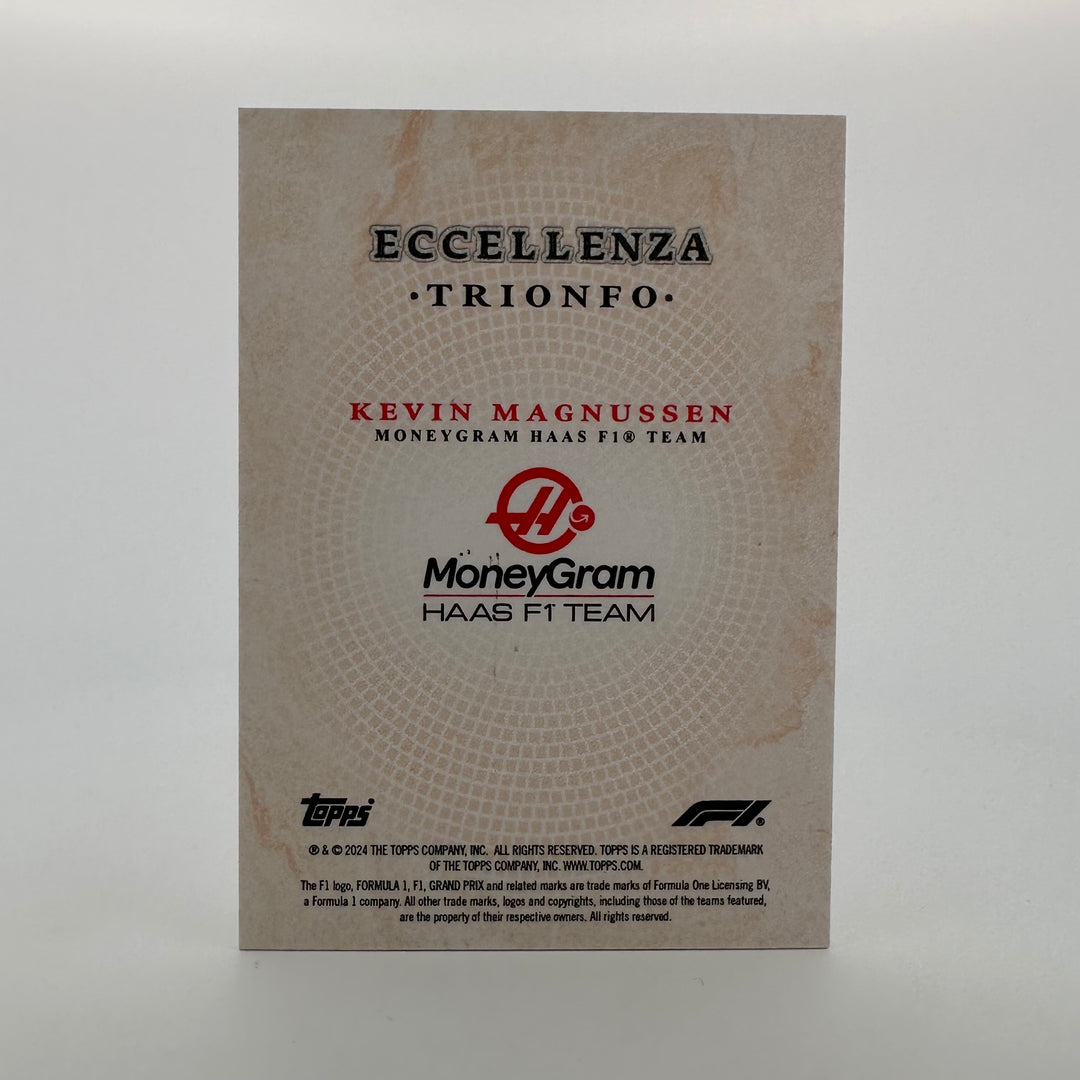 ECCELLENZA
·TRIONFO·
KEVIN MAGNUSSEN
MONEYGRAM HAAS F1® TEAM
MoneyGram
HAAS F1 TEAM
topps
F1®
® & © 2024 THE TOPPS COMPANY, INC. ALL RIGHTS RESERVED. TOPPS IS A REGISTERED TRADEMARK
OF THE TOPPS COMPANY, INC. WWW.TOPPS.COM.
The F1 logo, FORMULA 1, F1, GRAND PRIX and related marks are trade marks of Formula One Licensing BV,
a Formula 1 company. All other trade marks, logos and copyrights, including those of the teams featured,
are the property of their respective owners. All rights reserved.